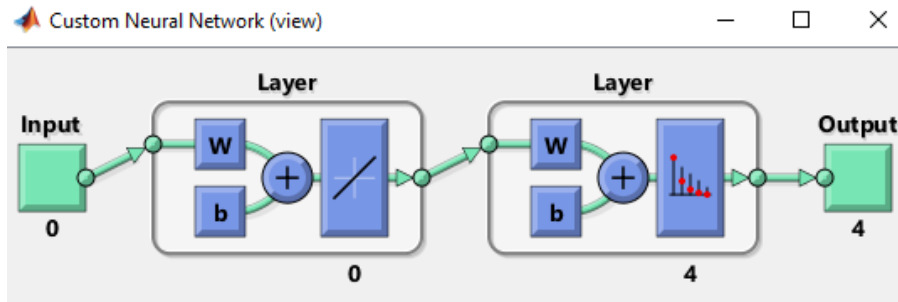 Custom Neural Network (view)
Layer
Layer
Input
Output
W
W
b
b
0
4
0
4